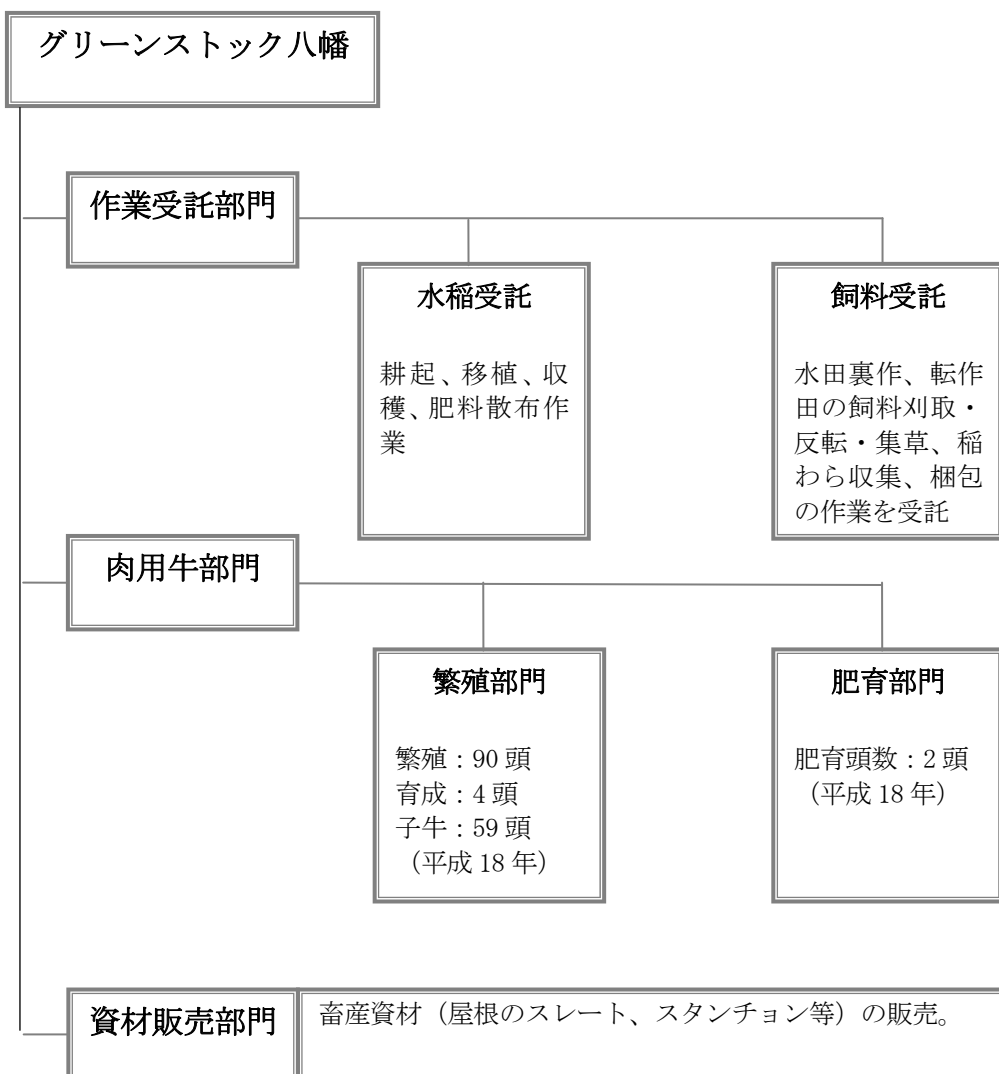 グリーンストック八幡
作業受託部門
水稲受託
耕起、移植、収
穫、肥料散布作
業
飼料受託
水田裏作、転作
田の飼料刈取・
反転・集草、稲
わら収集、梱包
の作業を受託
肉用牛部門
繁殖部門
繁殖：90 頭
育成：4 頭
子牛：59 頭
（平成 18 年）
肥育部門
肥育頭数：2 頭
（平成 18 年）
資材販売部門
畜産資材（屋根のスレート、スタンチョン等）の販売。